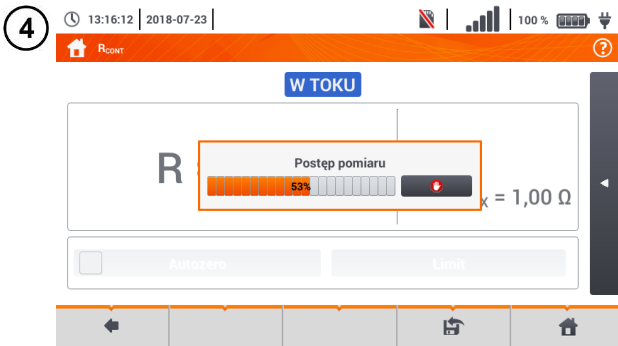 4
13:16:12 2018-07-23 100 %
RCONT
?
W TOKU
Postęp pomiaru
R
53%
X = 1,00 Ω
Autozero Limit